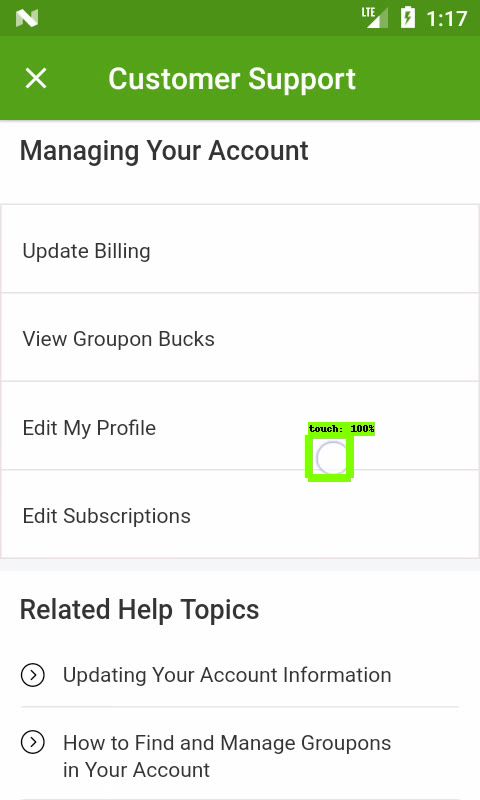 LTE 1:17
Customer Support
Managing Your Account
Update Billing
View Groupon Bucks
Edit My Profile
touch: 100%
Edit Subscriptions
Related Help Topics
Updating Your Account Information
How to Find and Manage Groupons
in Your Account